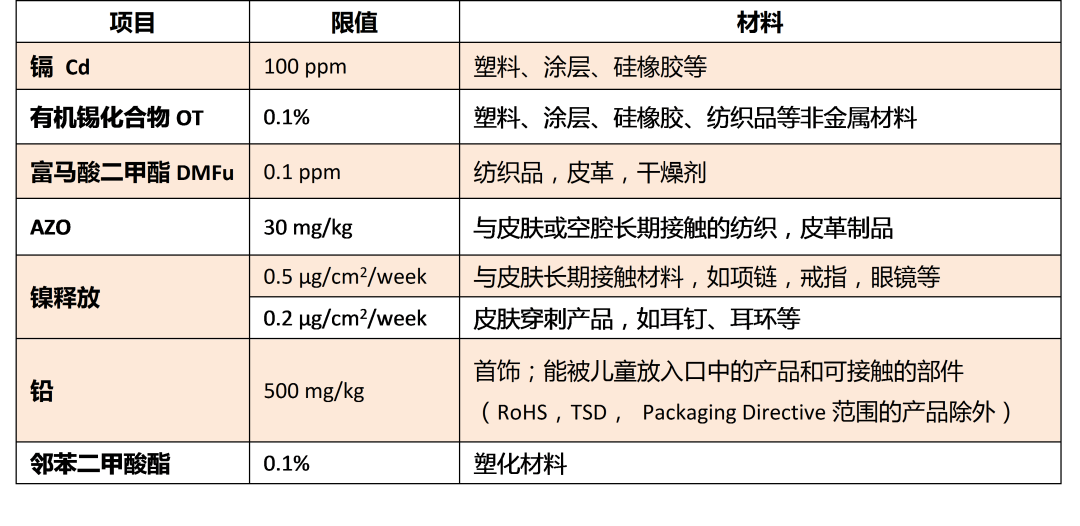 项目 限值 材料
镉 Cd 100 ppm 塑料、涂层、硅橡胶等
有机锡化合物 OT 0.1% 塑料、涂层、硅橡胶、纺织品等非金属材料
富马酸二甲酯 DMFu 0.1 ppm 纺织品，皮革，干燥剂
AZO 30 mg/kg 与皮肤或空腔长期接触的纺织，皮革制品
镍释放 0.5 µg/cm²/week 与皮肤长期接触材料，如项链，戒指，眼镜等
0.2 µg/cm²/week 皮肤穿刺产品，如耳钉、耳环等
铅 500 mg/kg 首饰；能被儿童放入口中的产品和可接触的部件
（RoHS，TSD， Packaging Directive 范围的产品除外）
邻苯二甲酸酯 0.1% 塑化材料